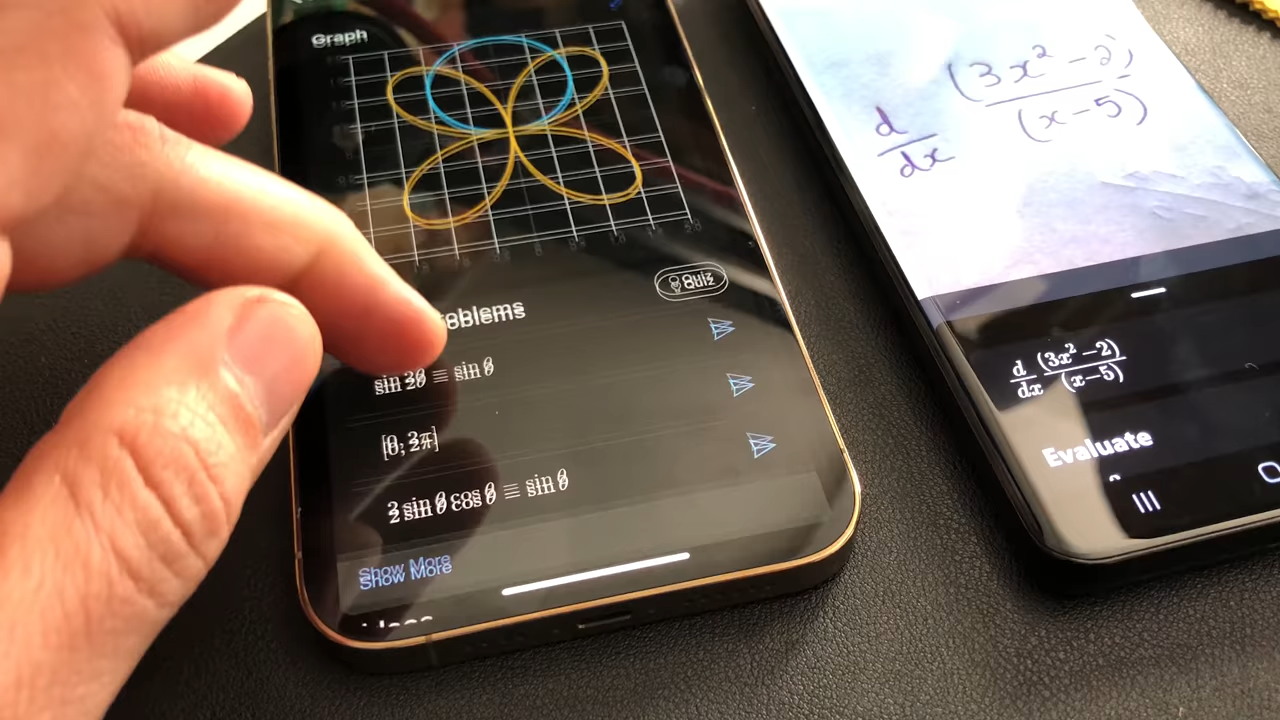 Graph
Quiz
sin 2θ = sin θ
[0, 2π]
2 sin θ cos θ = sin θ
Show More
d/dx (3x² − 2)/(x − 5)
d/dx (3x² − 2)/(x − 5)
Evaluate